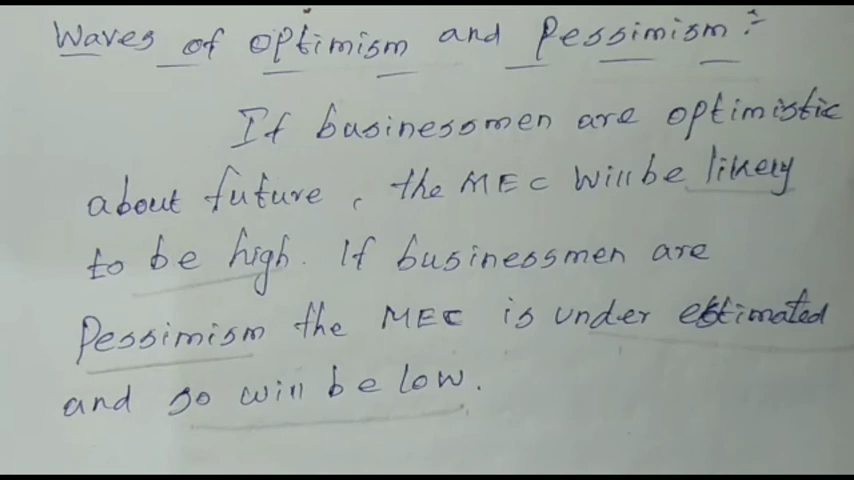 Waves of optimism and Pessimism :-
If businessmen are optimistic
about future, the MEC will be likely
to be high. If businessmen are
Pessimism the MEC is under estimated
and so will be low.